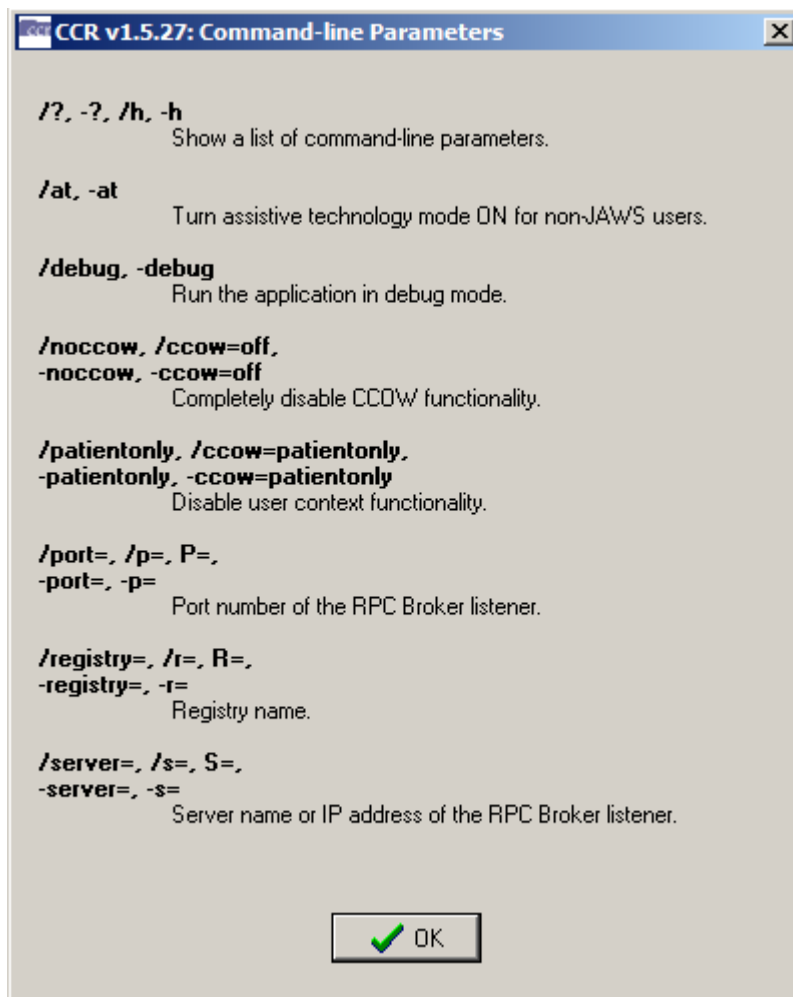 CCR CCR v1.5.27: Command-line Parameters
/?, -?, /h, -h
Show a list of command-line parameters.
/at, -at
Turn assistive technology mode ON for non-JAWS users.
/debug, -debug
Run the application in debug mode.
/noccow, /ccow=off,
-noccow, -ccow=off
Completely disable CCOW functionality.
/patientonly, /ccow=patientonly,
-patientonly, -ccow=patientonly
Disable user context functionality.
/port=, /p=, P=,
-port=, -p=
Port number of the RPC Broker listener.
/registry=, /r=, R=,
-registry=, -r=
Registry name.
/server=, /s=, S=,
-server=, -s=
Server name or IP address of the RPC Broker listener.
OK